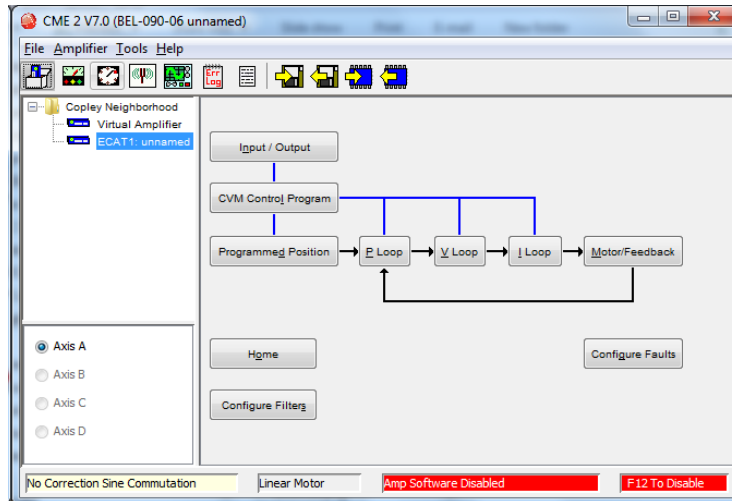 CME 2 V7.0 (BEL-090-06 unnamed)
File Amplifier Tools Help
Err
Log
Copley Neighborhood
Virtual Amplifier
ECAT1: unnamed
Input / Output
CVM Control Program
Programmed Position
P Loop
V Loop
I Loop
Motor/Feedback
Axis A
Axis B
Axis C
Axis D
Home
Configure Faults
Configure Filters
No Correction Sine Commutation
Linear Motor
Amp Software Disabled
F12 To Disable